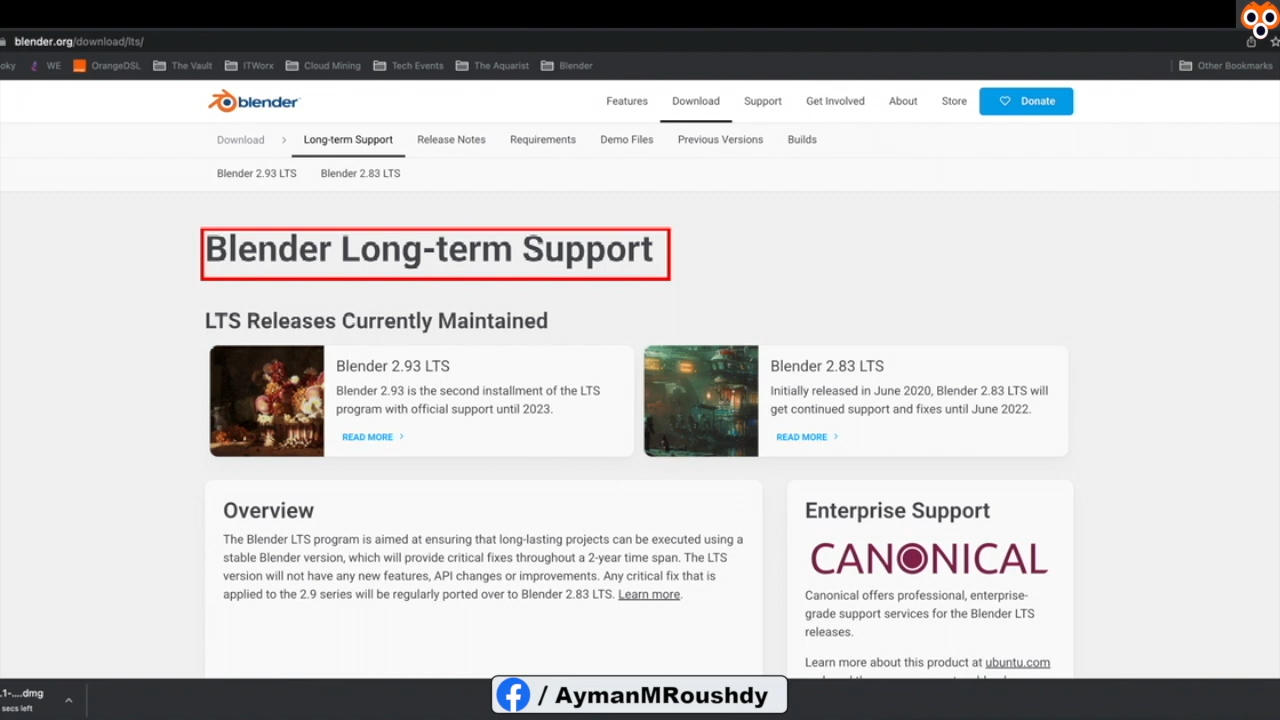 blender.org/download/lts/
oky WE OrangeDSL The Vault ITWorx Cloud Mining Tech Events The Aquarist Blender Other Bookmarks
blender Features Download Support Get Involved About Store Donate
Download Long-term Support Release Notes Requirements Demo Files Previous Versions Builds
Blender 2.93 LTS Blender 2.83 LTS
Blender Long-term Support
LTS Releases Currently Maintained
Blender 2.93 LTS
Blender 2.93 is the second installment of the LTS
program with official support until 2023.
READ MORE
Blender 2.83 LTS
Initially released in June 2020, Blender 2.83 LTS will
get continued support and fixes until June 2022.
READ MORE
Overview
The Blender LTS program is aimed at ensuring that long-lasting projects can be executed using a
stable Blender version, which will provide critical fixes throughout a 2-year time span. The LTS
version will not have any new features, API changes or improvements. Any critical fix that is
applied to the 2.9 series will be regularly ported over to Blender 2.83 LTS. Learn more.
Enterprise Support
CANONICAL
Canonical offers professional, enterprise-
grade support services for the Blender LTS
releases.
Learn more about this product at ubuntu.com
.1-....dmg
secs left
/ AymanMRoushdy